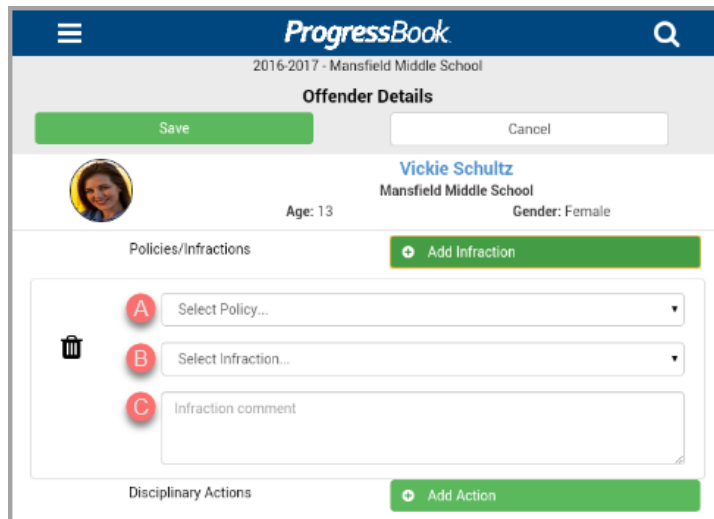 ProgressBook
2016-2017 - Mansfield Middle School
Offender Details
Save Cancel
Vickie Schultz
Mansfield Middle School
Age: 13 Gender: Female
Policies/Infractions Add Infraction
A Select Policy...
B Select Infraction...
C Infraction comment
Disciplinary Actions Add Action